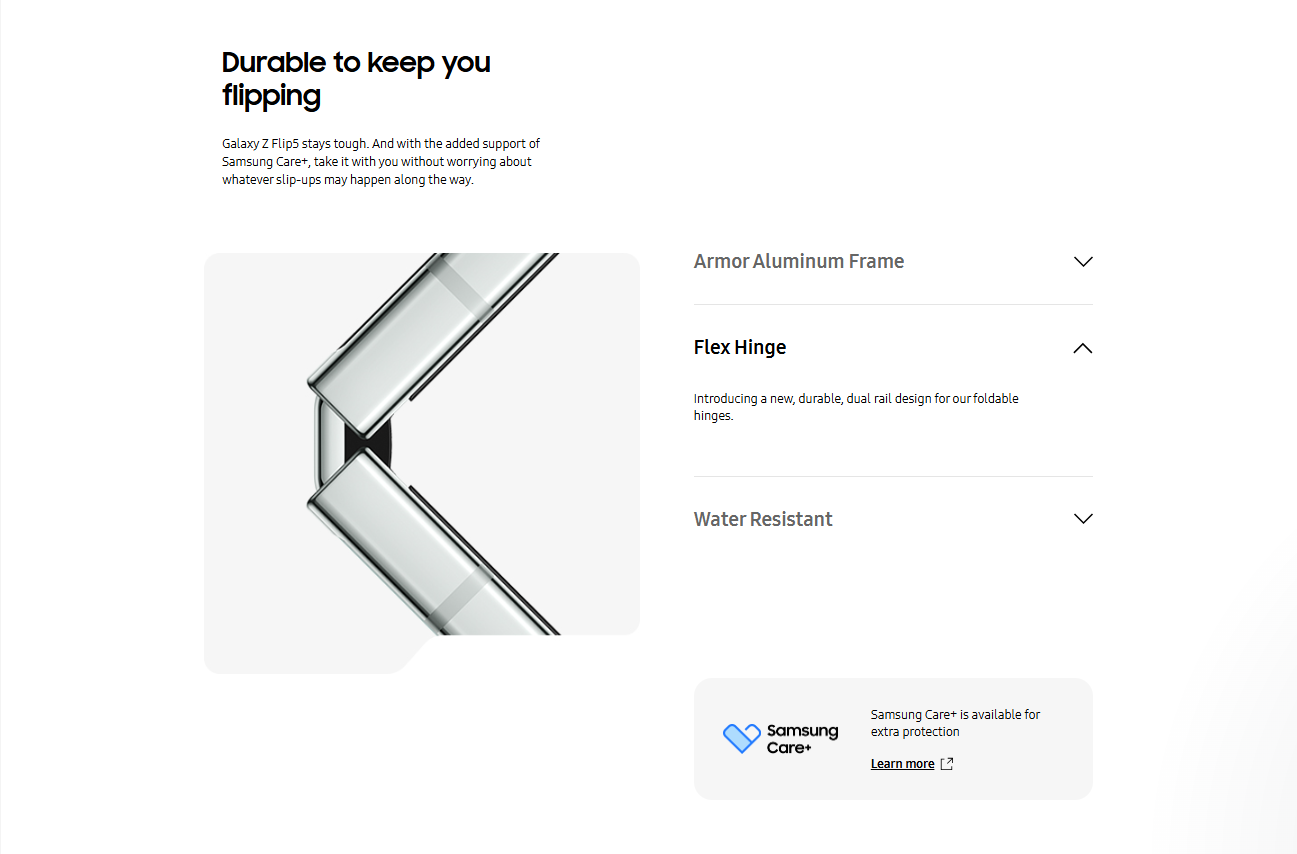 Durable to keep you
flipping
Galaxy Z Flip5 stays tough. And with the added support of
Samsung Care+, take it with you without worrying about
whatever slip-ups may happen along the way.
Armor Aluminum Frame
Flex Hinge
Introducing a new, durable, dual rail design for our foldable
hinges.
Water Resistant
Samsung
Care+
Samsung Care+ is available for
extra protection
Learn more